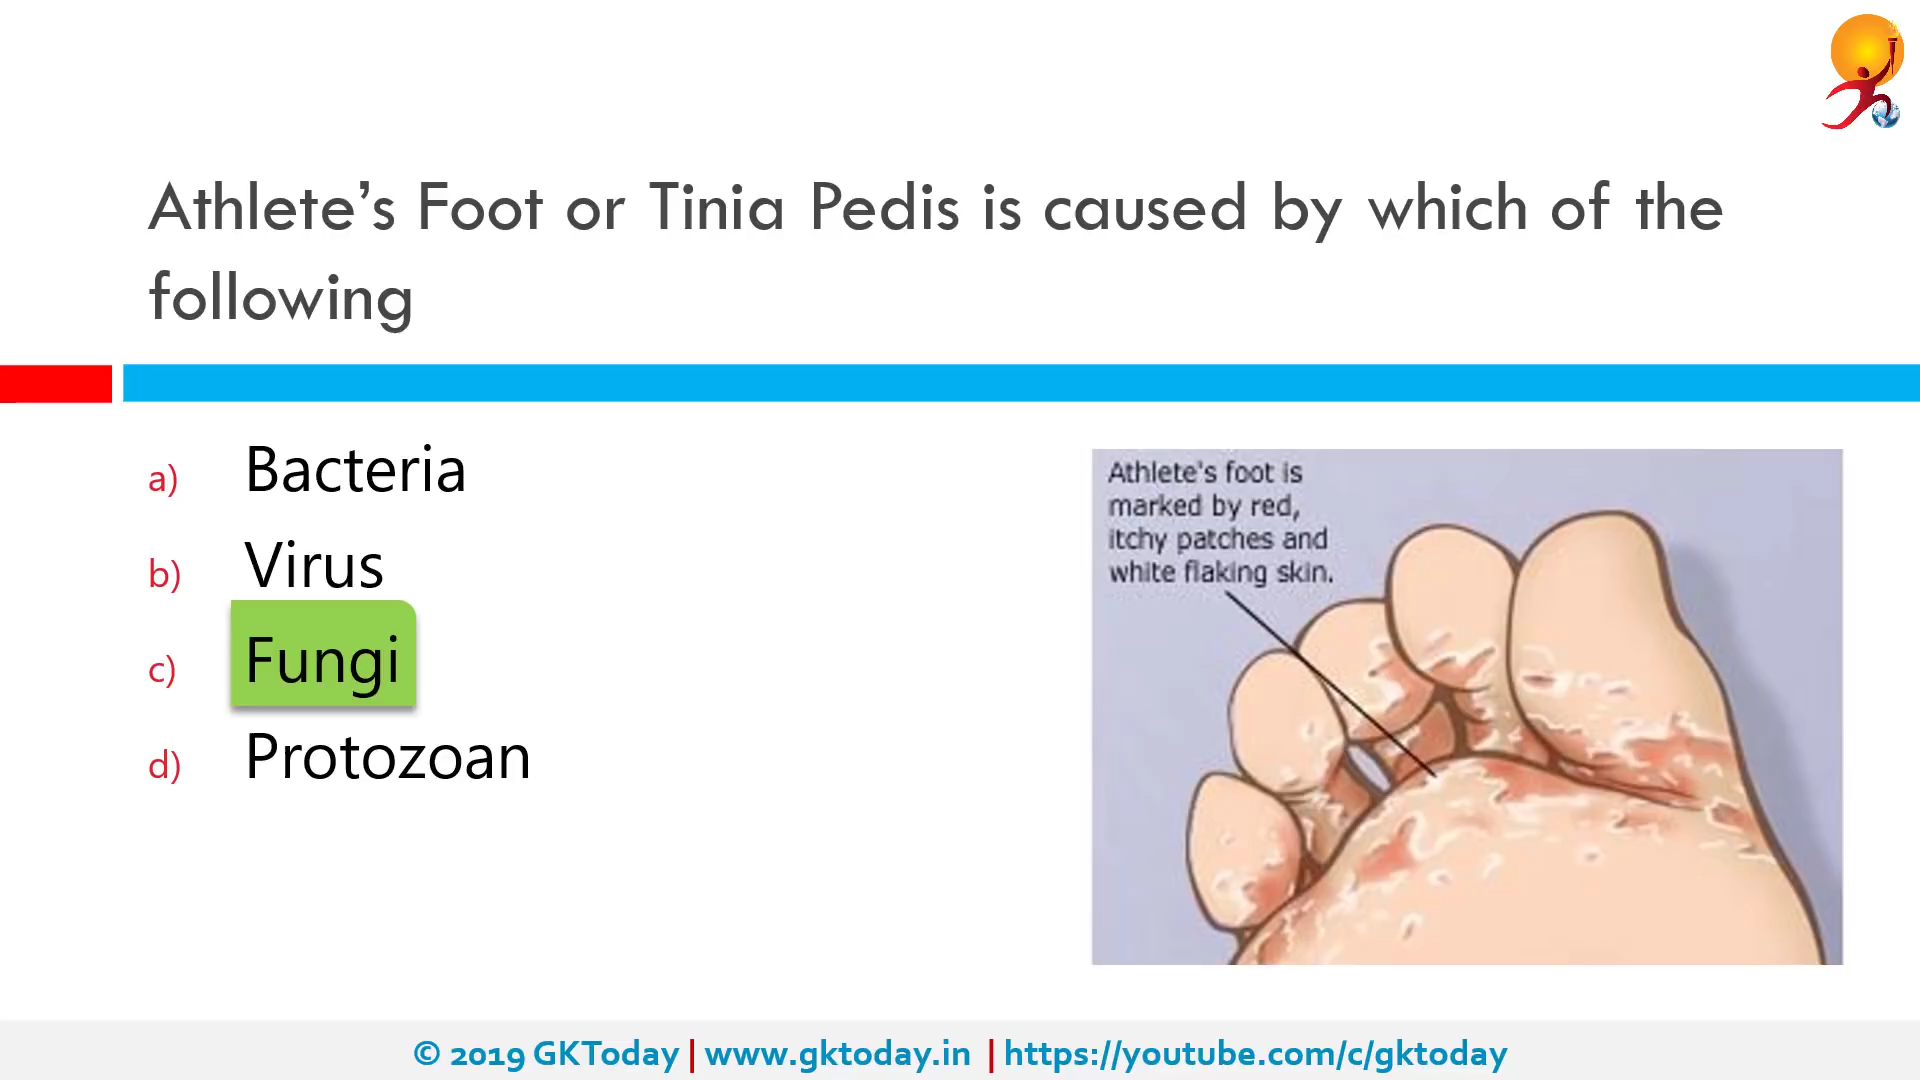 Athlete’s Foot or Tinia Pedis is caused by which of the
following
a) Bacteria
b) Virus
c) Fungi
d) Protozoan
Athlete's foot is
marked by red,
itchy patches and
white flaking skin.
© 2019 GKToday | www.gktoday.in | https://youtube.com/c/gktoday